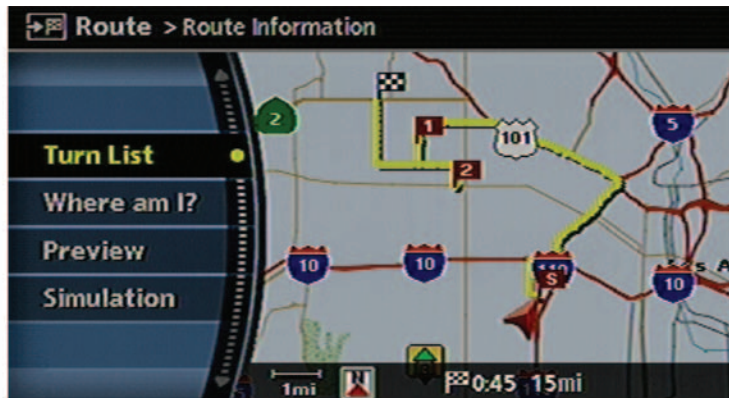 Route > Route Information
Turn List
Where am I?
Preview
Simulation
2
1
101
5
2
10
10
110
S
10
s A
1mi
N
0:45 15mi